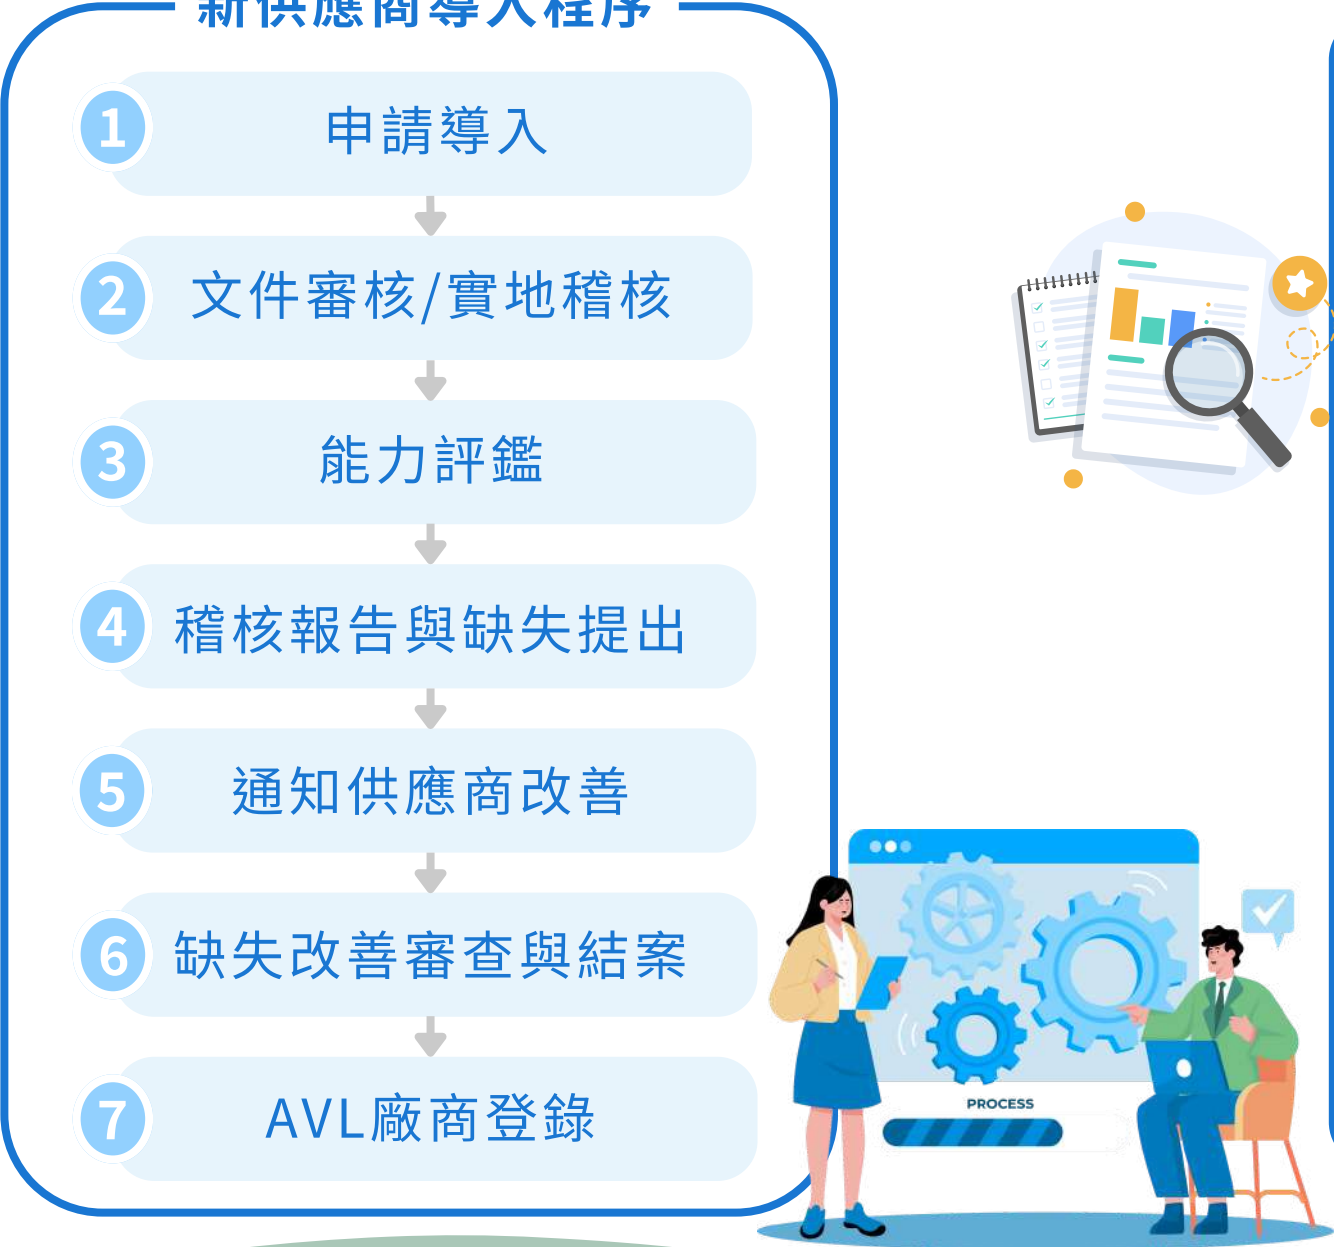 新供應商導入程序
1
申請導入
2
文件審核/實地稽核
3
能力評鑑
4
稽核報告與缺失提出
5
通知供應商改善
6
缺失改善審查與結案
7
AVL廠商登錄
PROCESS